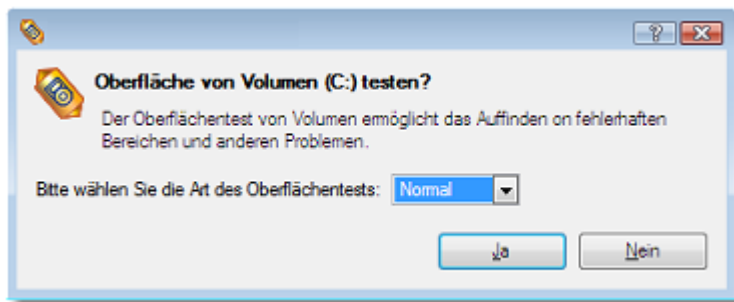 Oberfläche von Volumen (C:) testen?
Der Oberflächentest von Volumen ermöglicht das Auffinden on fehlerhaften
Bereichen und anderen Problemen.
Bitte wählen Sie die Art des Oberflächentests: Normal
Ja Nein